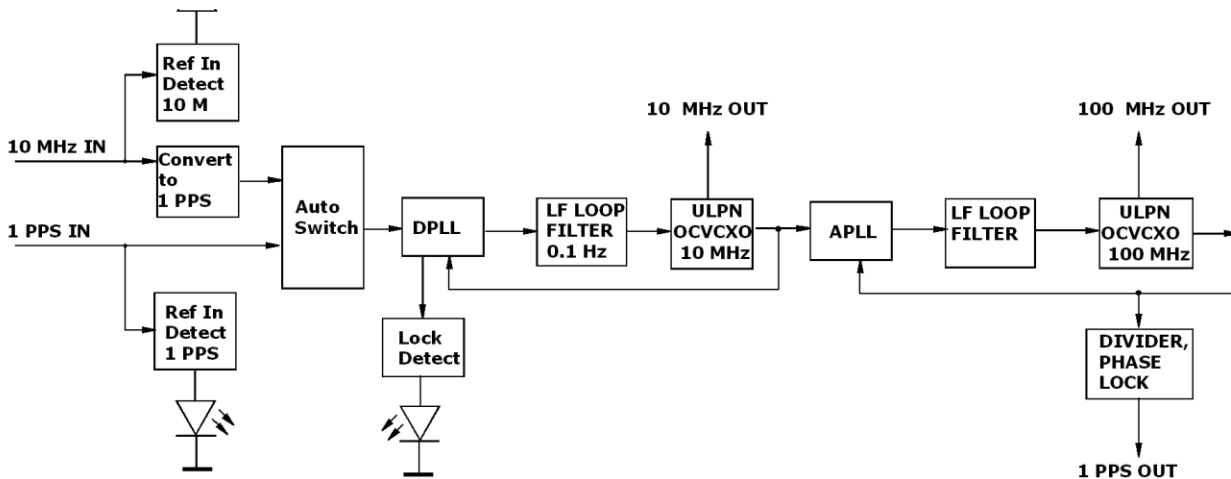 Ref In
Detect
10 M
10 MHz IN
Convert
to
1 PPS
1 PPS IN
Ref In
Detect
1 PPS
Auto
Switch
DPLL
Lock
Detect
LF LOOP
FILTER
0.1 Hz
10 MHz OUT
ULPN
OCVCXO
10 MHz
APLL
LF LOOP
FILTER
100 MHz OUT
ULPN
OCVCXO
100 MHz
DIVIDER,
PHASE
LOCK
1 PPS OUT